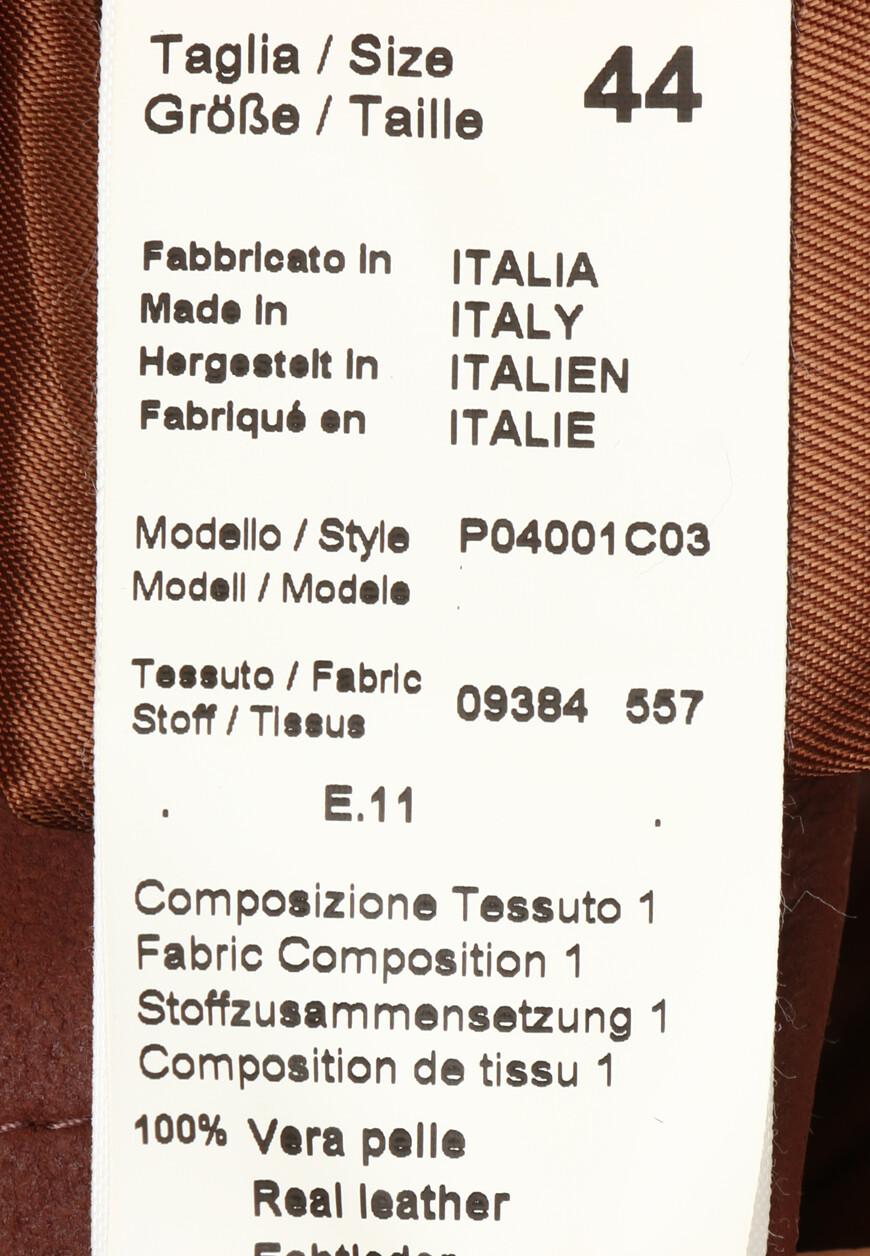 Taglia / Size 44
Größe / Taille
Fabbricato in ITALIA
Made in ITALY
Hergestelt in ITALIEN
Fabriqué en ITALIE
Modello / Style P04001C03
Modell / Modele
Tessuto / Fabric 09384 557
Stoff / Tissus
E.11
Composizione Tessuto 1
Fabric Composition 1
Stoffzusammensetzung 1
Composition de tissu 1
100% Vera pelle
Real leather
Echtleder